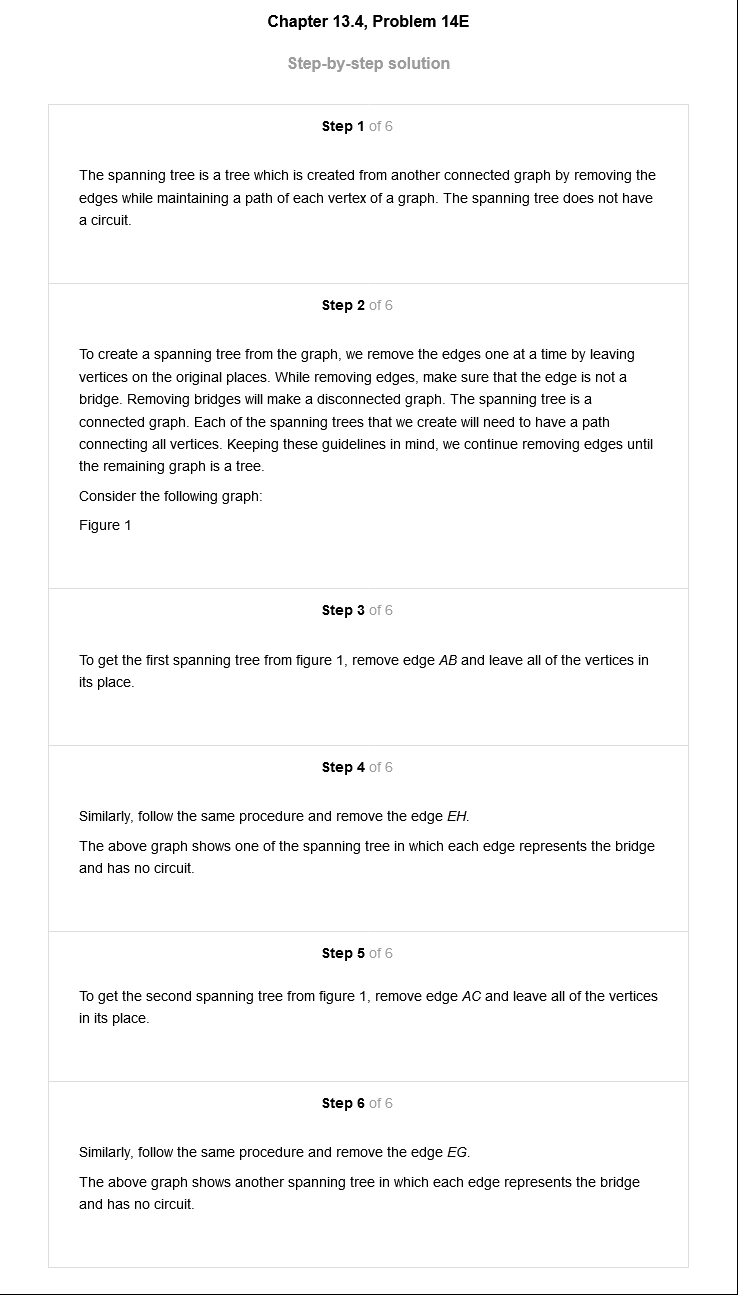 Chapter 13.4, Problem 14E
Step-by-step solution
Step 1 of 6
The spanning tree is a tree which is created from another connected graph by removing the
edges while maintaining a path of each vertex of a graph. The spanning tree does not have
a circuit.
Step 2 of 6
To create a spanning tree from the graph, we remove the edges one at a time by leaving
vertices on the original places. While removing edges, make sure that the edge is not a
bridge. Removing bridges will make a disconnected graph. The spanning tree is a
connected graph. Each of the spanning trees that we create will need to have a path
connecting all vertices. Keeping these guidelines in mind, we continue removing edges until
the remaining graph is a tree.
Consider the following graph:
Figure 1
Step 3 of 6
To get the first spanning tree from figure 1, remove edge AB and leave all of the vertices in
its place.
Step 4 of 6
Similarly, follow the same procedure and remove the edge EH.
The above graph shows one of the spanning tree in which each edge represents the bridge
and has no circuit.
Step 5 of 6
To get the second spanning tree from figure 1, remove edge AC and leave all of the vertices
in its place.
Step 6 of 6
Similarly, follow the same procedure and remove the edge EG.
The above graph shows another spanning tree in which each edge represents the bridge
and has no circuit.